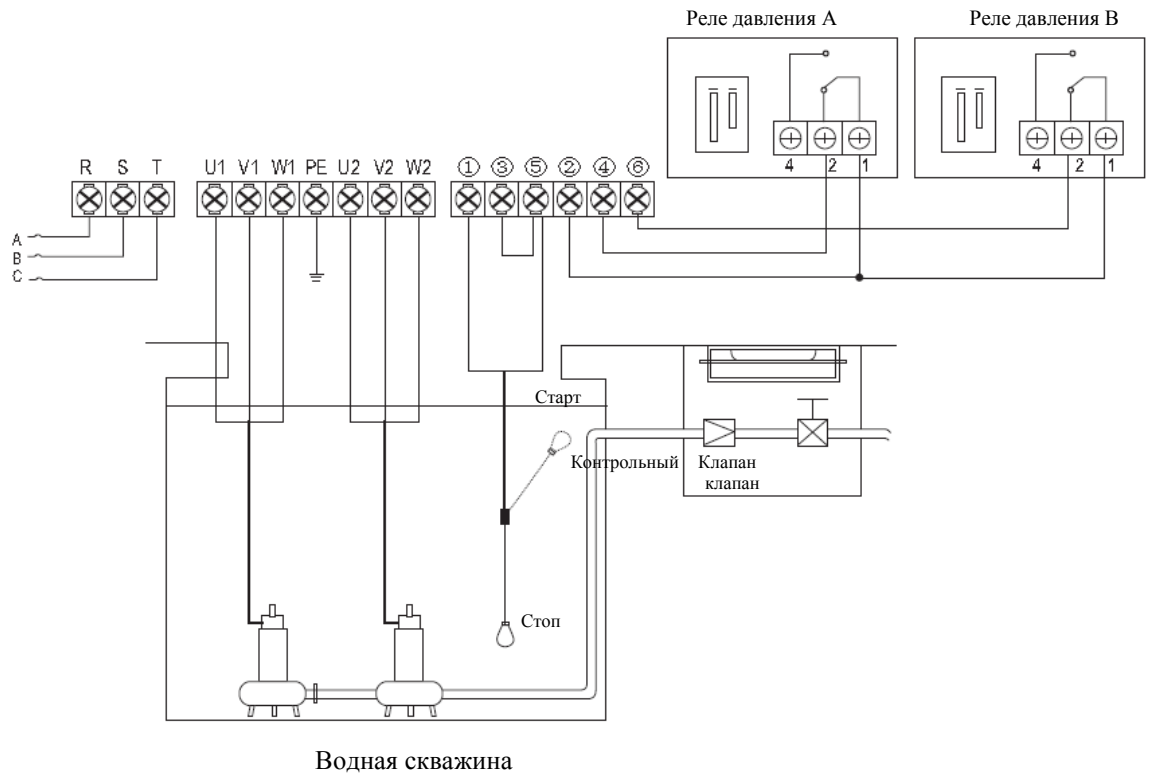 Реле давления А Реле давления В
4 2 1 4 2 1
R S T U1 V1 W1 PE U2 V2 W2 ① ③ ⑤ ② ④ ⑥
A
B
C
Старт
Контрольный Клапан
клапан
Стоп
Водная скважина